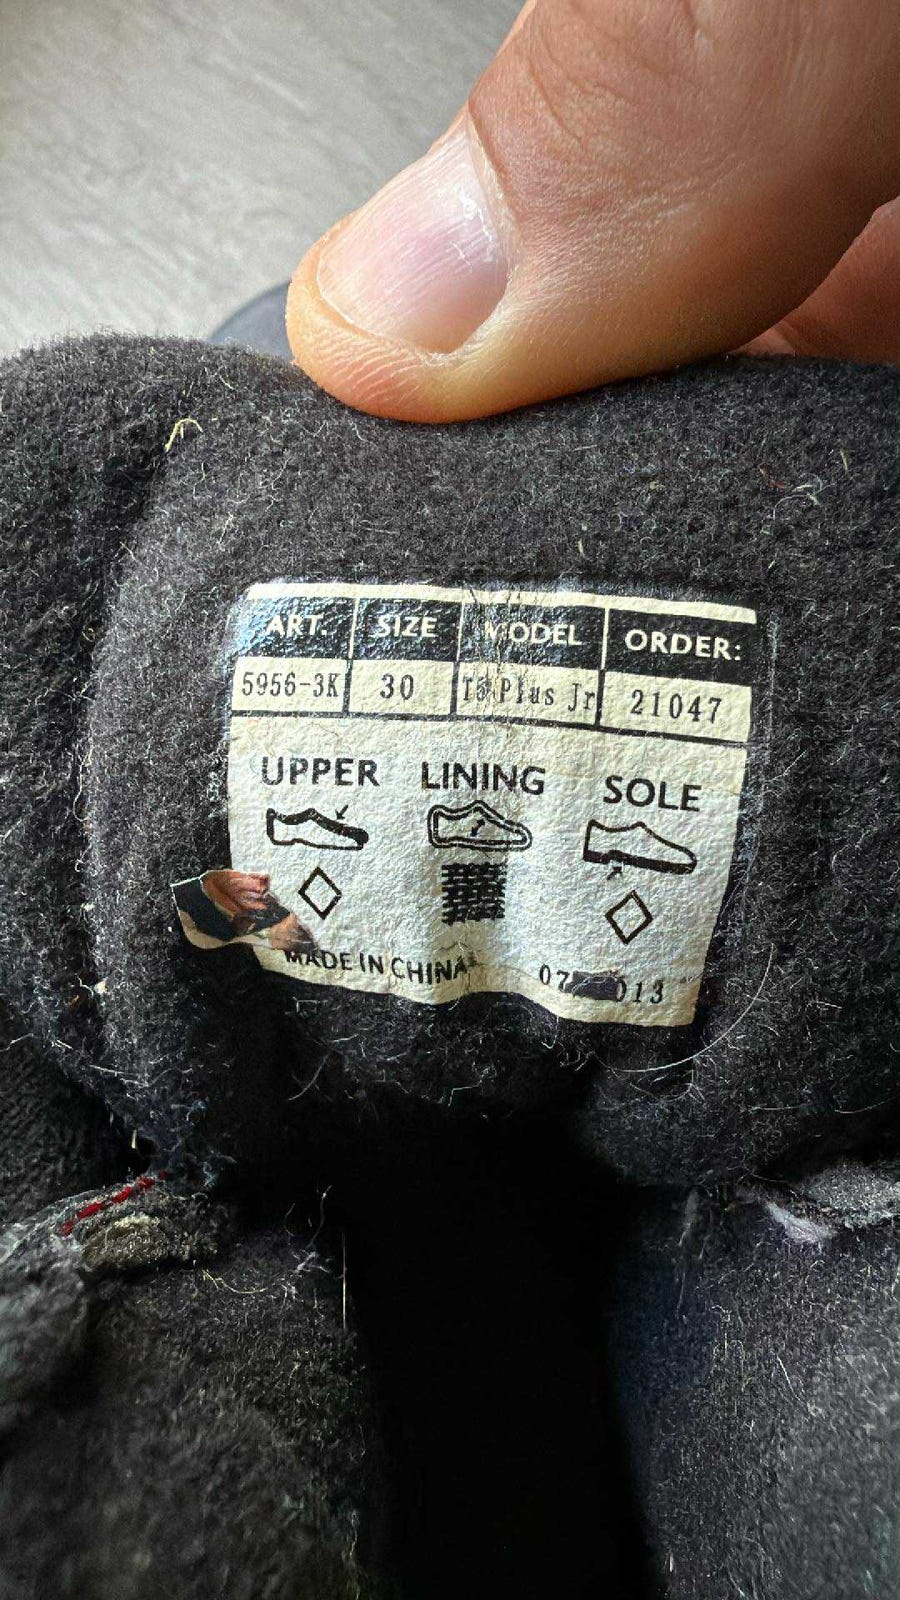 ART. SIZE MODEL ORDER:
5956-3K 30 Plus Jr 21047
UPPER LINING SOLE
MADE IN CHINA